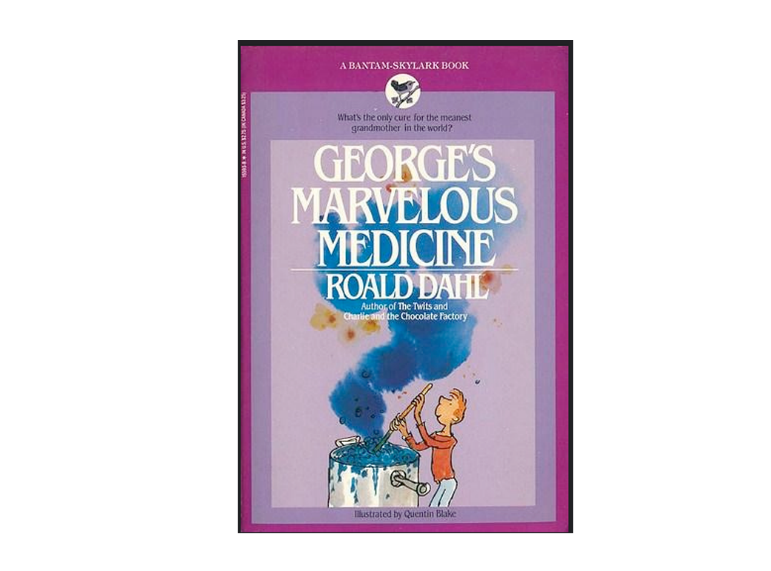 A BANTAM-SKYLARK BOOK
What's the only cure for the meanest
grandmother in the world?
GEORGE'S
MARVELOUS
MEDICINE
ROALD DAHL
Author of The Twits and
Charlie and the Chocolate Factory
Illustrated by Quentin Blake